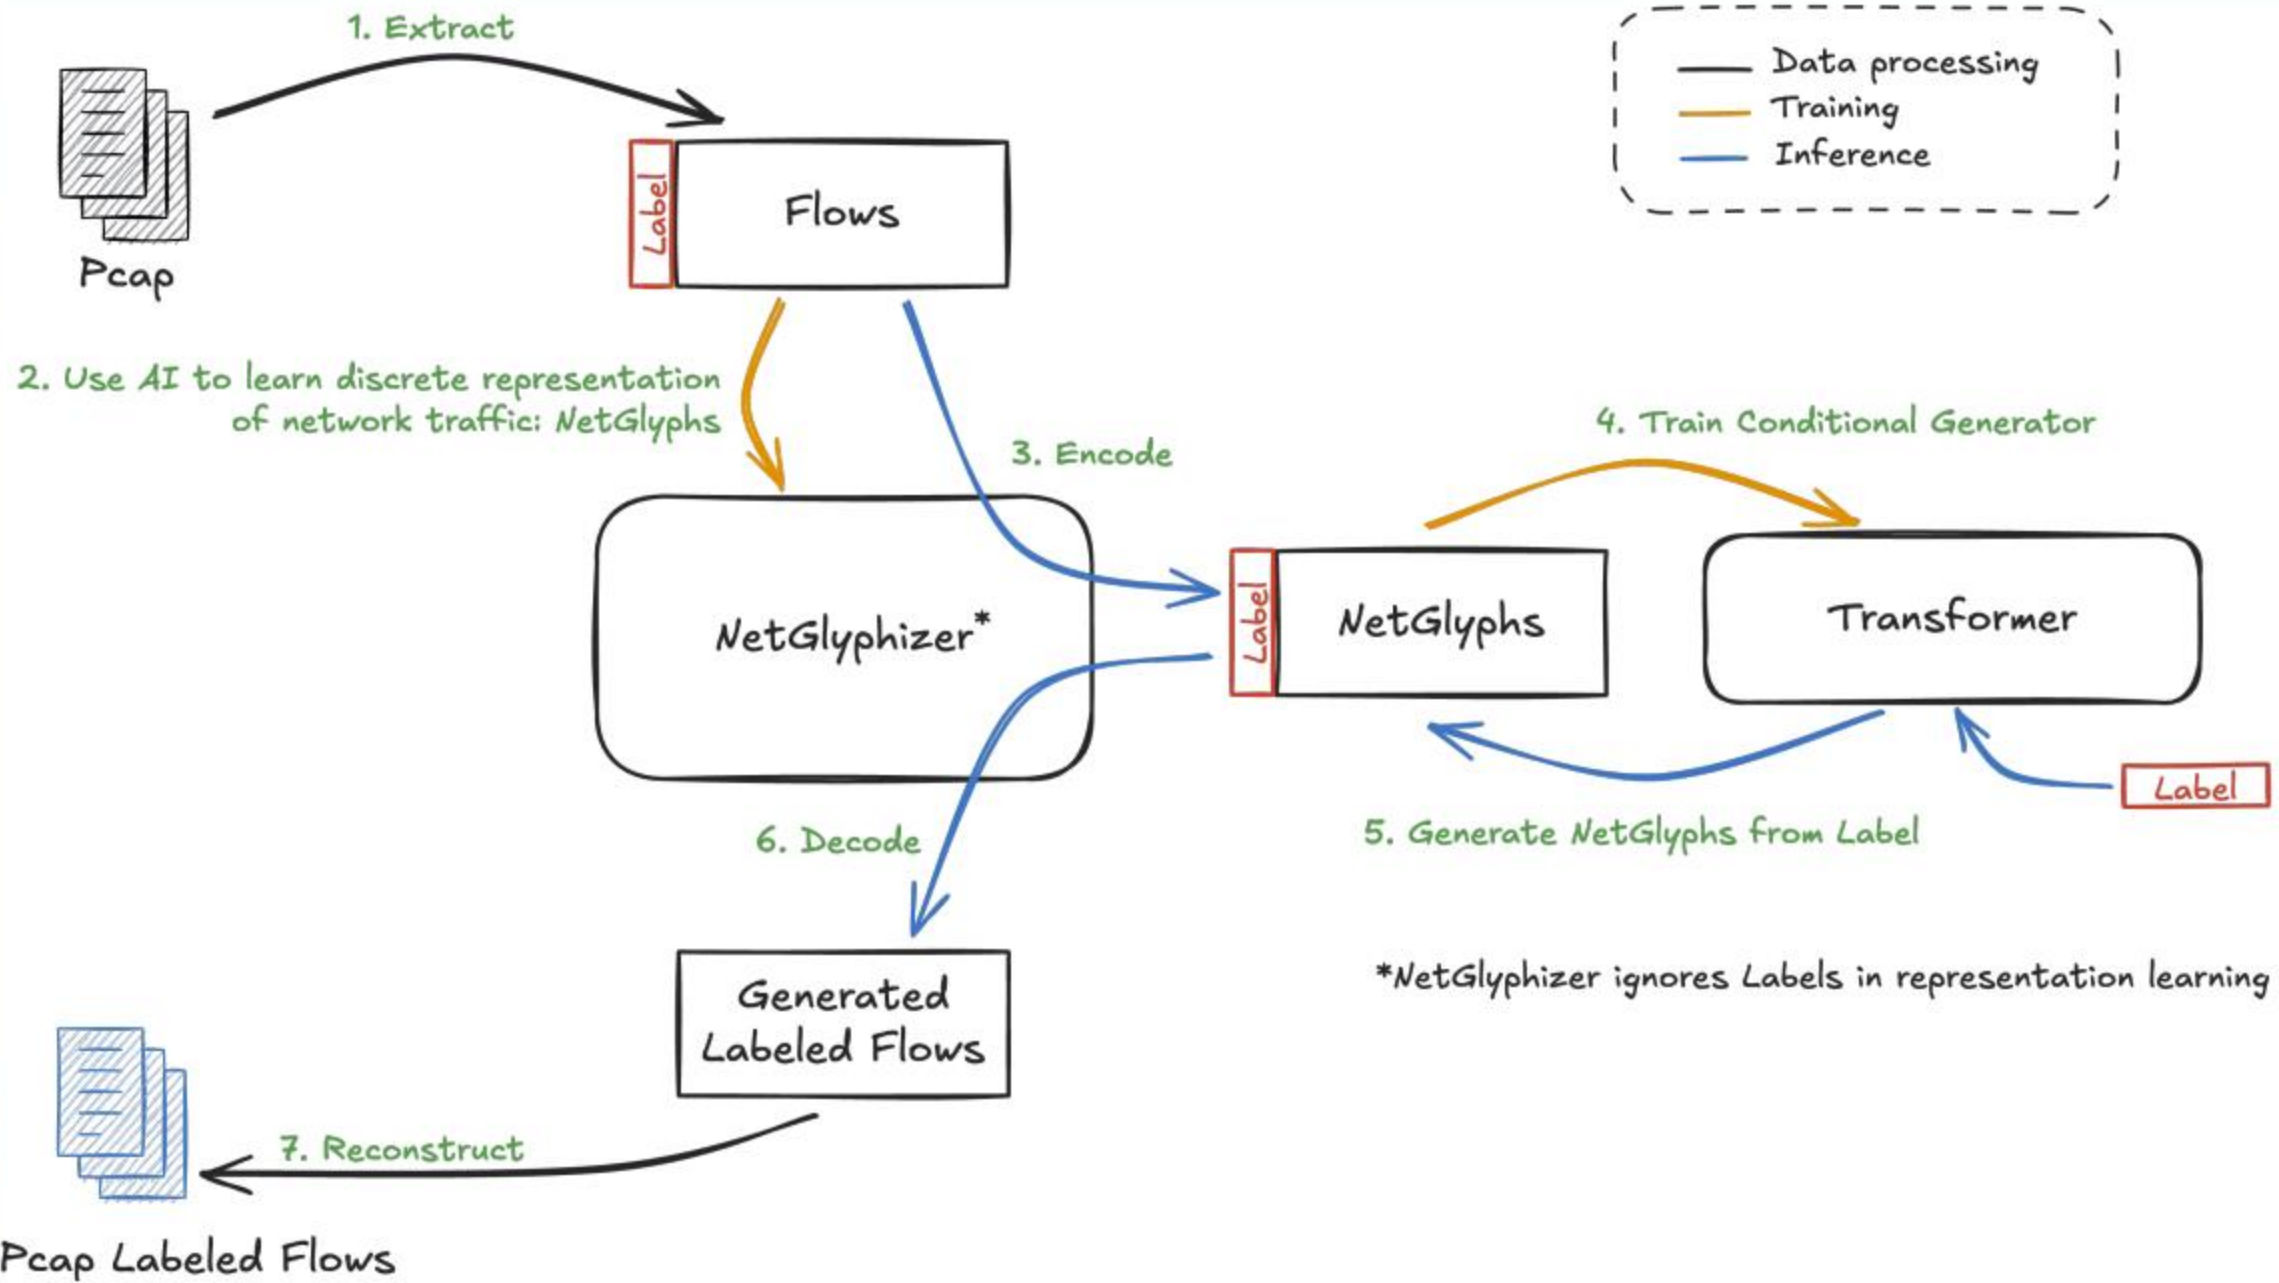 1. Extract
Data processing
Training
Inference
Label
Flows
Pcap
2. Use AI to learn discrete representation
of network traffic: NetGlyphs
3. Encode
4. Train Conditional Generator
NetGlyphizer*
Label
NetGlyphs
Transformer
Label
5. Generate NetGlyphs from Label
6. Decode
Generated
Labeled Flows
*NetGlyphizer ignores Labels in representation learning
7. Reconstruct
Pcap Labeled Flows